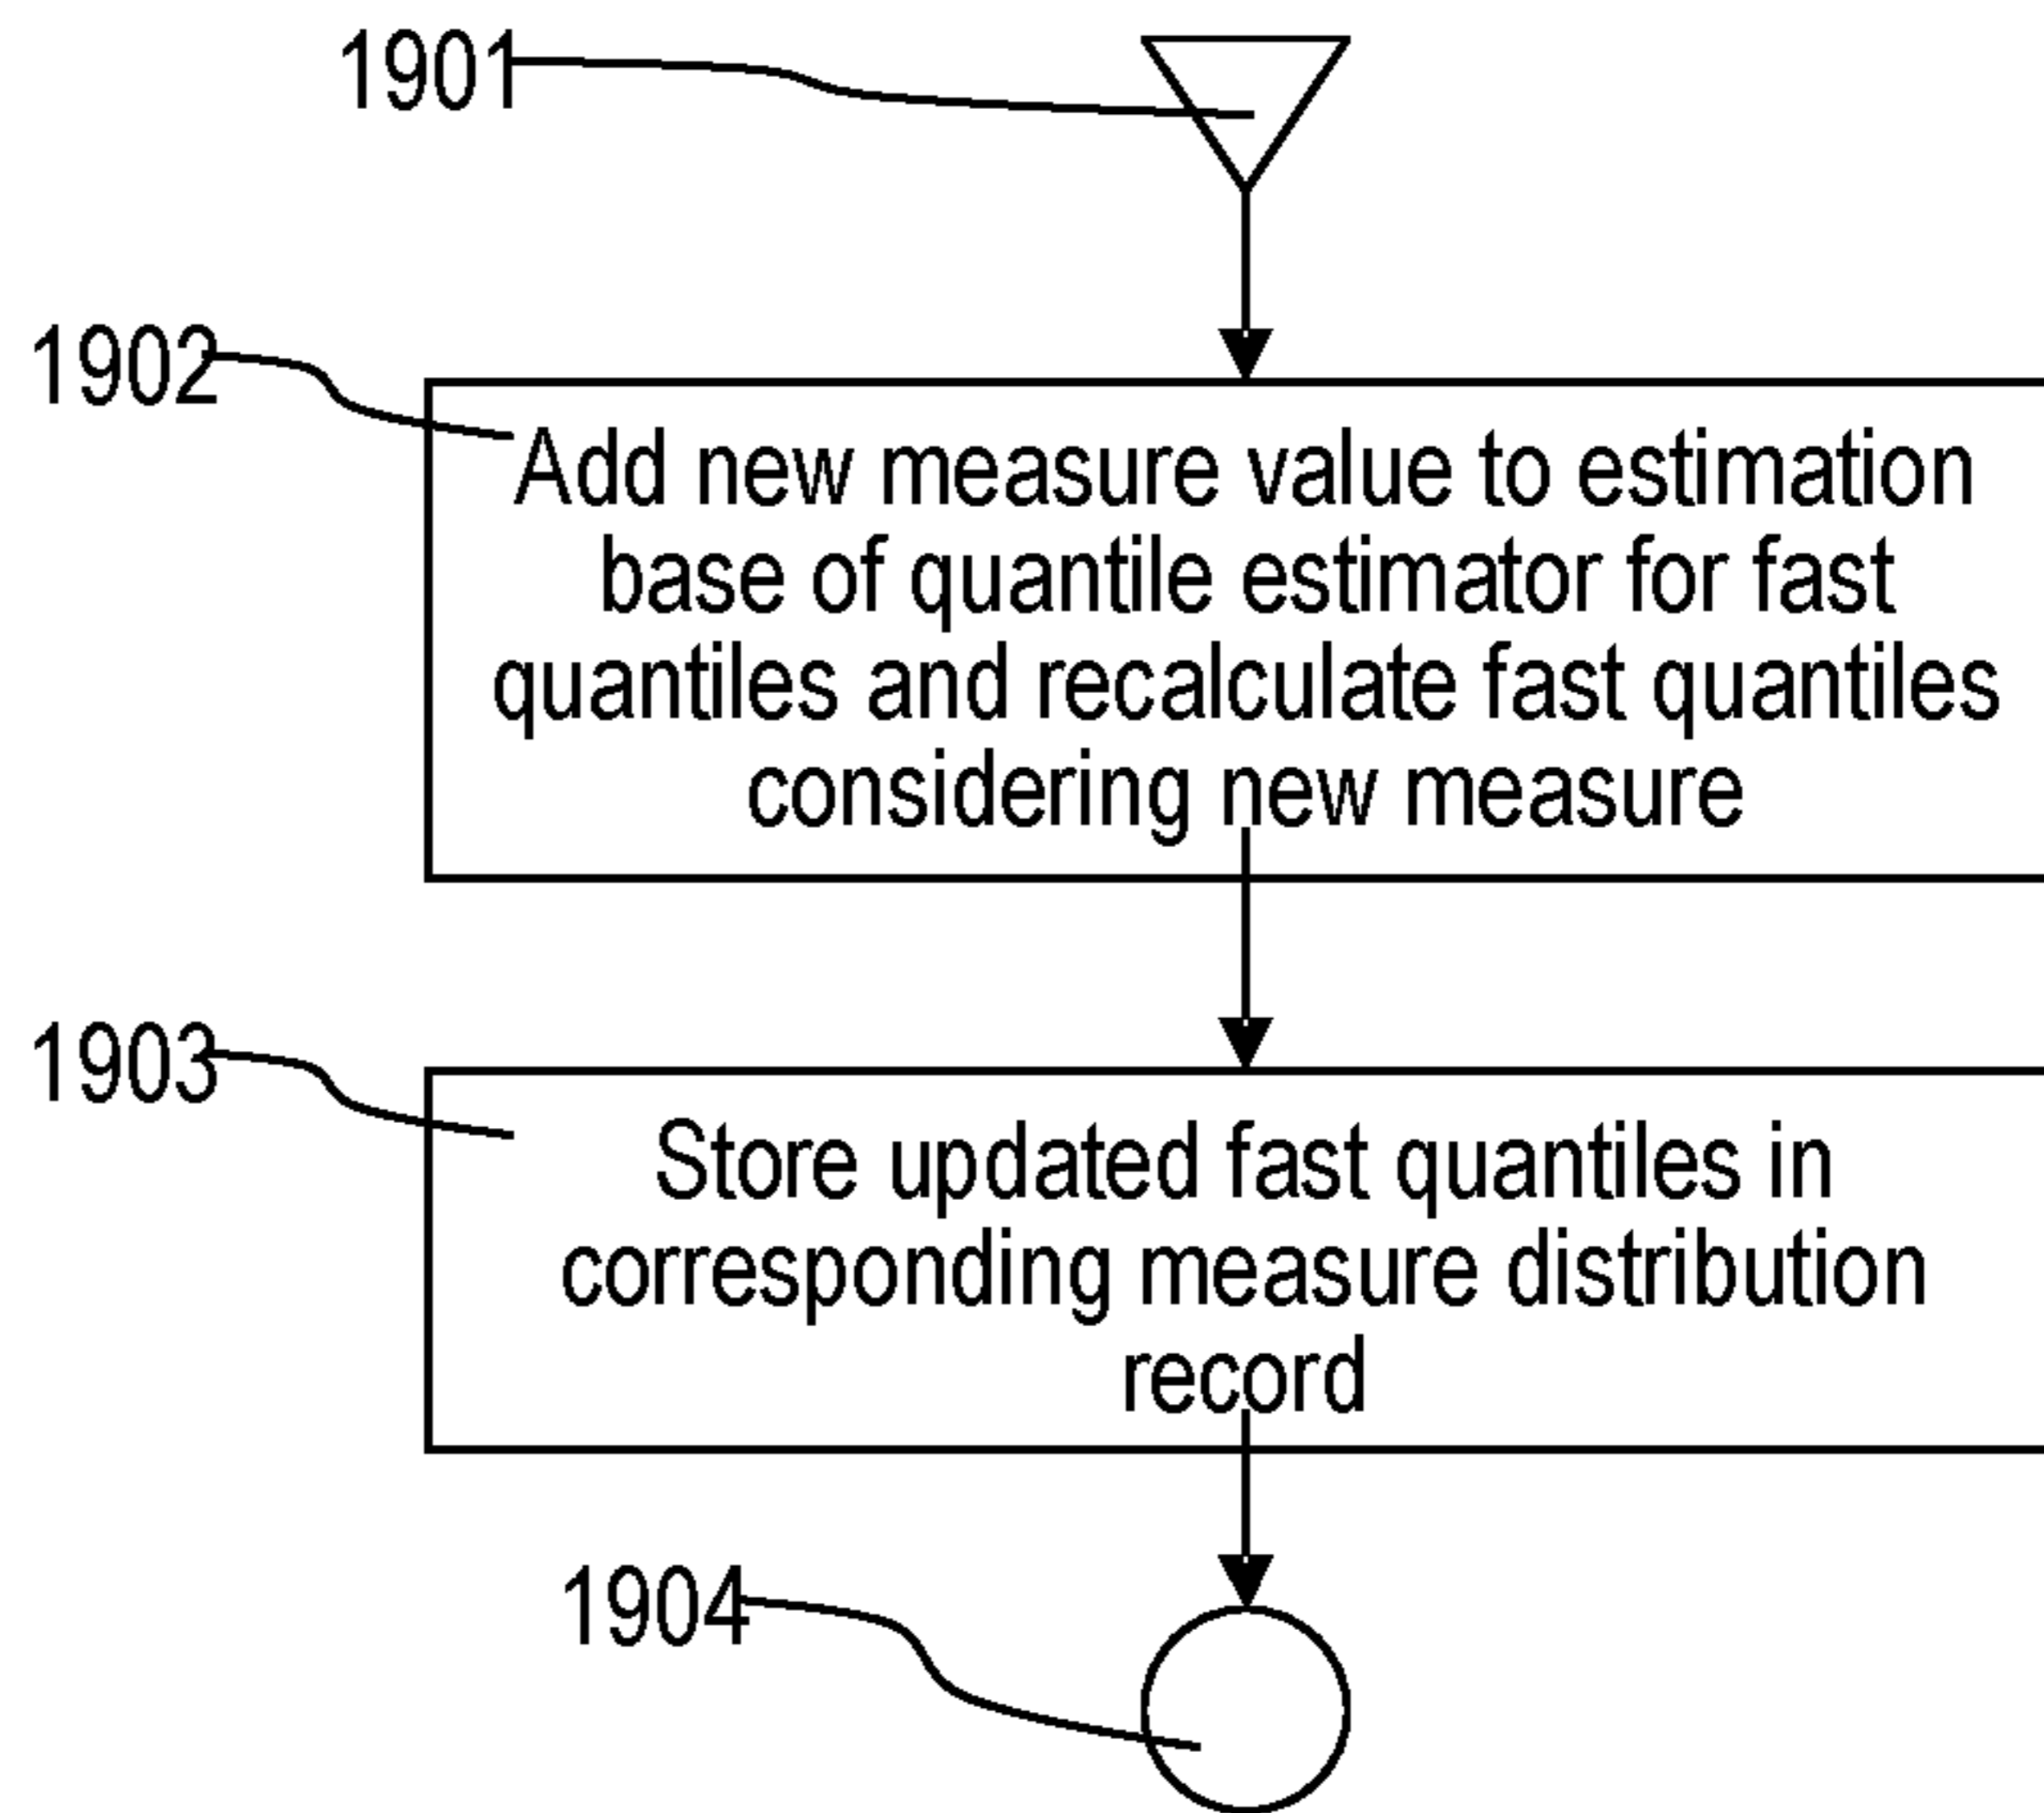 1901
1902
Add new measure value to estimation
base of quantile estimator for fast
quantiles and recalculate fast quantiles
considering new measure
1903
Store updated fast quantiles in
corresponding measure distribution
record
1904